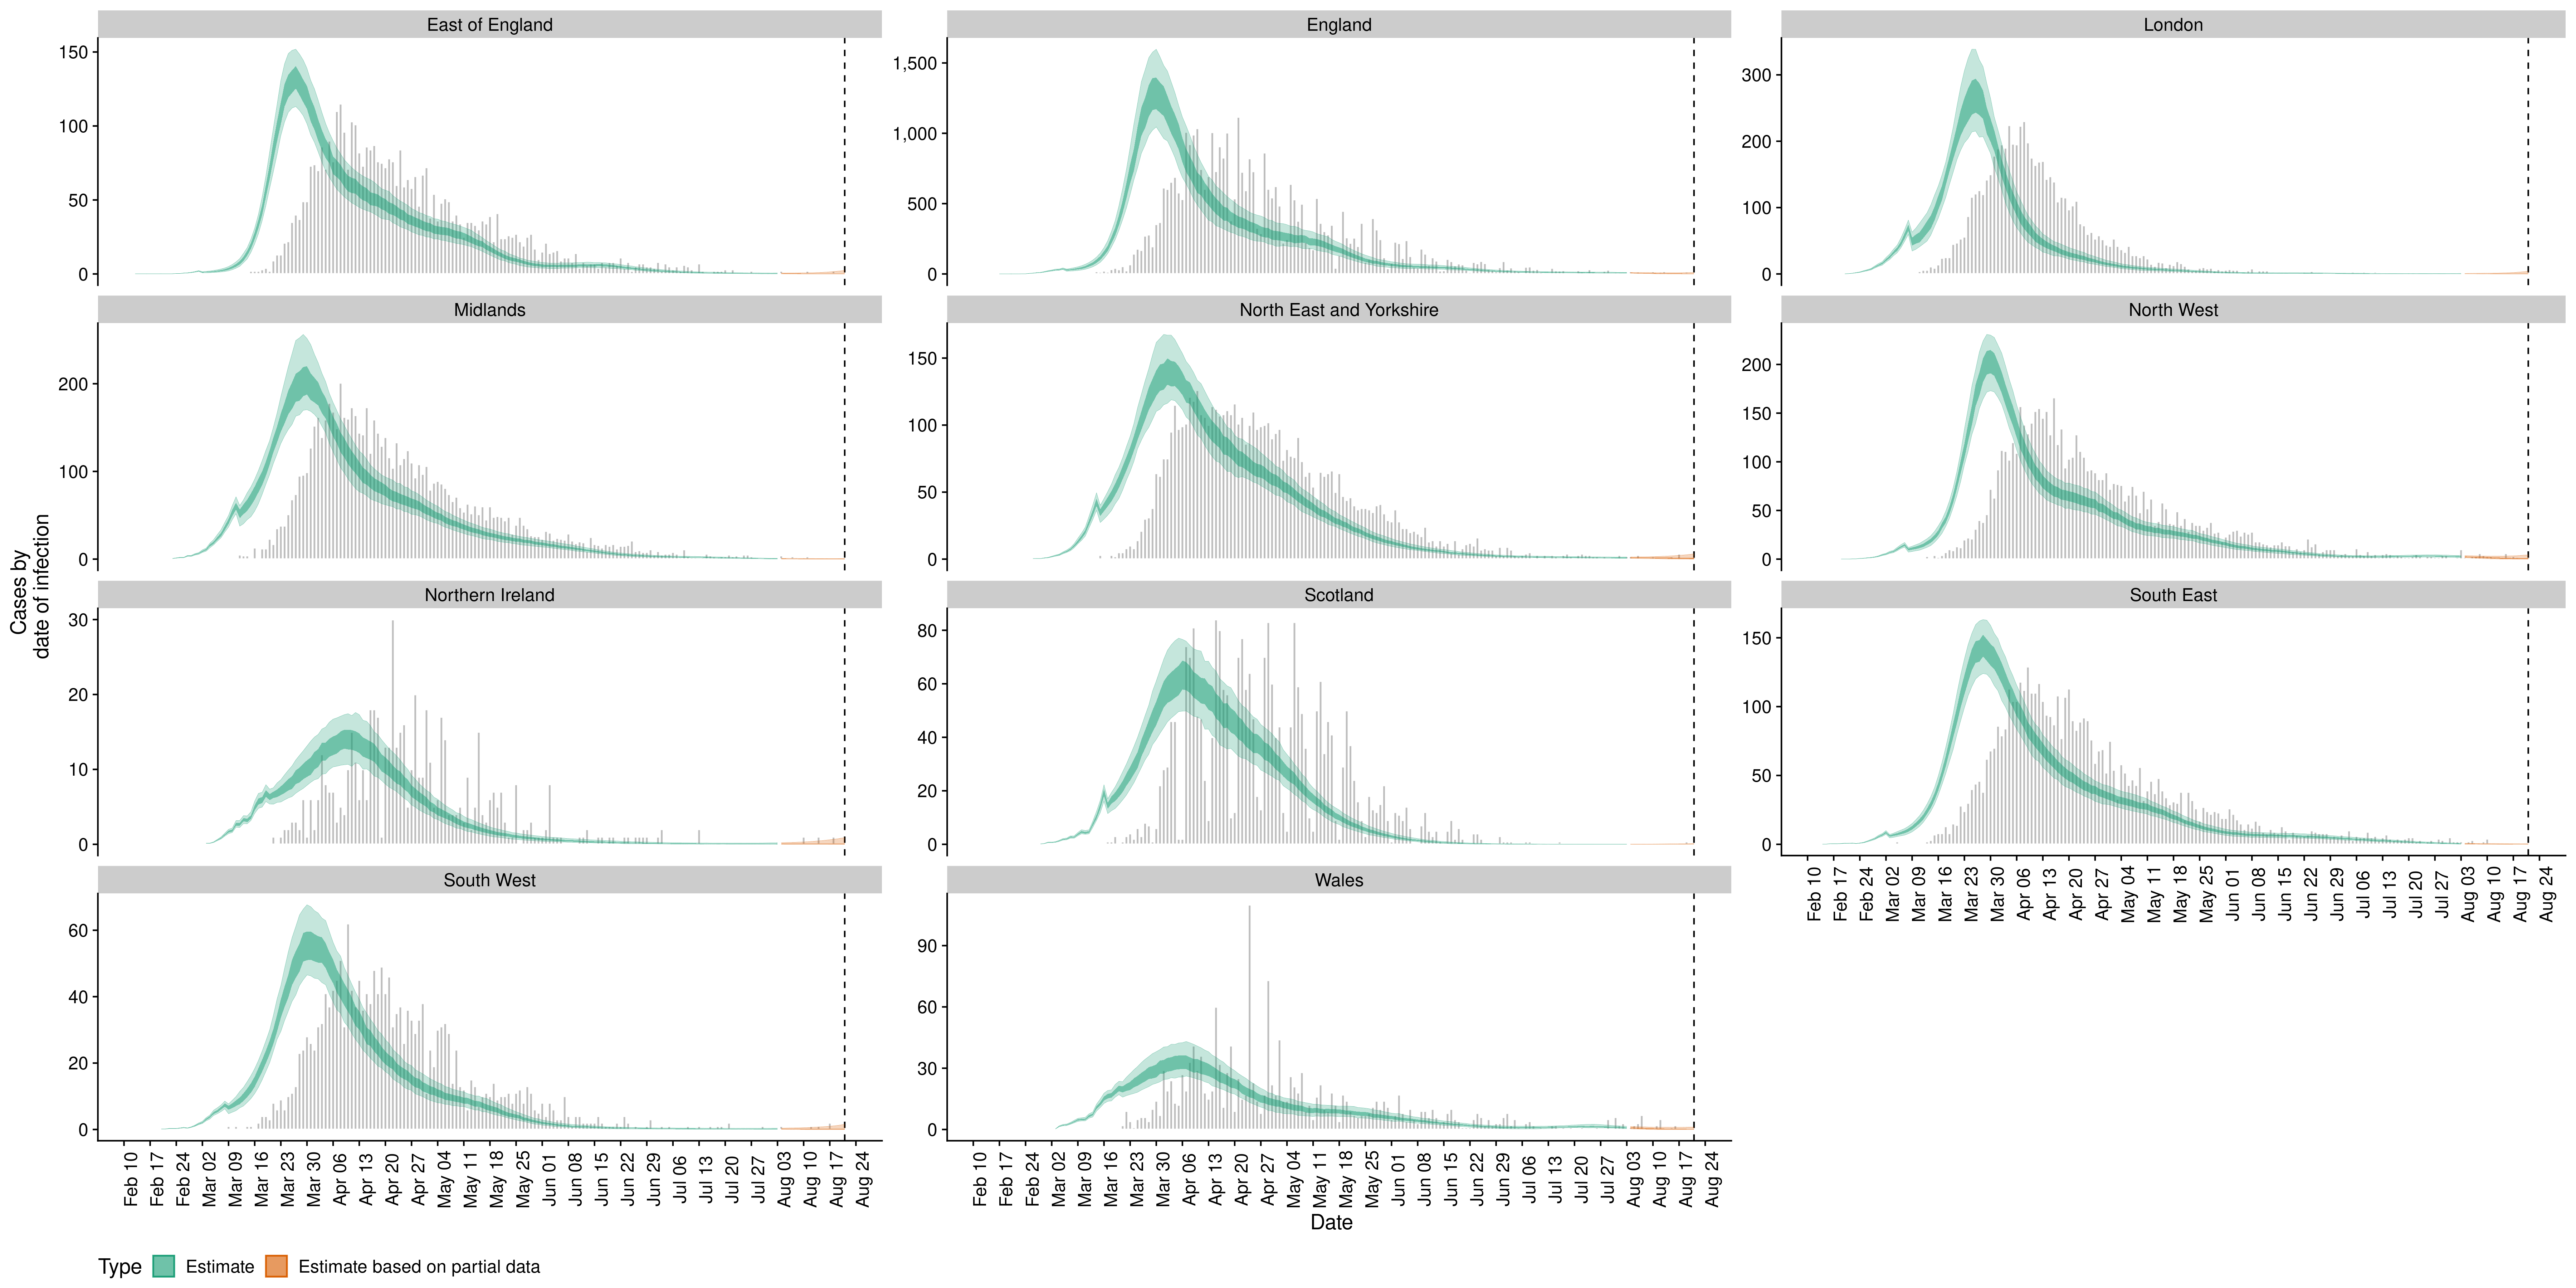 East of England
England
London
150
100
50
0
1,500
1,000
500
0
300
200
100
0
Midlands
North East and Yorkshire
North West
200
100
0
150
100
50
0
200
150
100
50
0
Northern Ireland
Scotland
South East
30
20
10
0
80
60
40
20
0
150
100
50
0
Feb 10
Feb 17
Feb 24
Mar 02
Mar 09
Mar 16
Mar 23
Mar 30
Apr 06
Apr 13
Apr 20
Apr 27
May 04
May 11
May 18
May 25
Jun 01
Jun 08
Jun 15
Jun 22
Jun 29
Jul 06
Jul 13
Jul 20
Jul 27
Aug 03
Aug 10
Aug 17
Aug 24
South West
Wales
60
40
20
0
90
60
30
0
Feb 10
Feb 17
Feb 24
Mar 02
Mar 09
Mar 16
Mar 23
Mar 30
Apr 06
Apr 13
Apr 20
Apr 27
May 04
May 11
May 18
May 25
Jun 01
Jun 08
Jun 15
Jun 22
Jun 29
Jul 06
Jul 13
Jul 20
Jul 27
Aug 03
Aug 10
Aug 17
Aug 24
Feb 10
Feb 17
Feb 24
Mar 02
Mar 09
Mar 16
Mar 23
Mar 30
Apr 06
Apr 13
Apr 20
Apr 27
May 04
May 11
May 18
May 25
Jun 01
Jun 08
Jun 15
Jun 22
Jun 29
Jul 06
Jul 13
Jul 20
Jul 27
Aug 03
Aug 10
Aug 17
Aug 24
Cases by
date of infection
Date
Type
Estimate
Estimate based on partial data